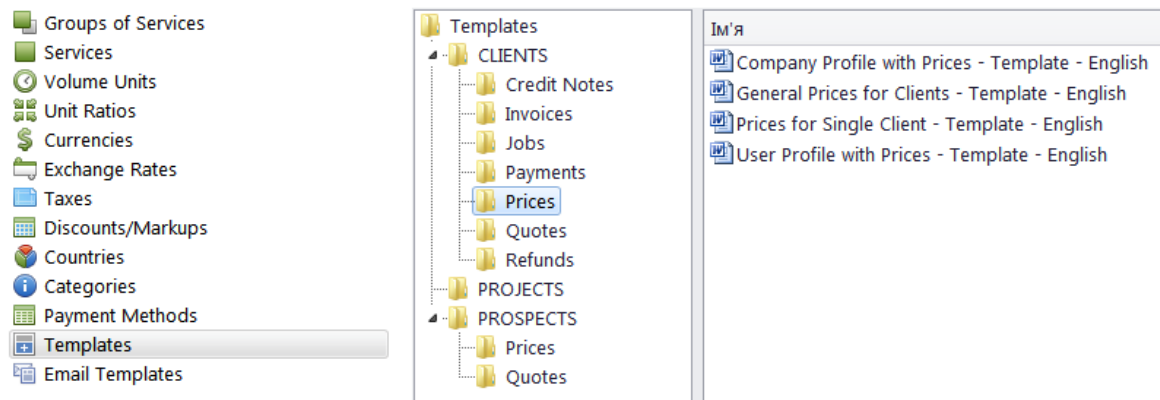 Groups of Services
Services
Volume Units
Unit Ratios
Currencies
Exchange Rates
Taxes
Discounts/Markups
Countries
Categories
Payment Methods
Templates
Email Templates
Templates
CLIENTS
Credit Notes
Invoices
Jobs
Payments
Prices
Quotes
Refunds
PROJECTS
PROSPECTS
Prices
Quotes
Ім'я
Company Profile with Prices - Template - English
General Prices for Clients - Template - English
Prices for Single Client - Template - English
User Profile with Prices - Template - English